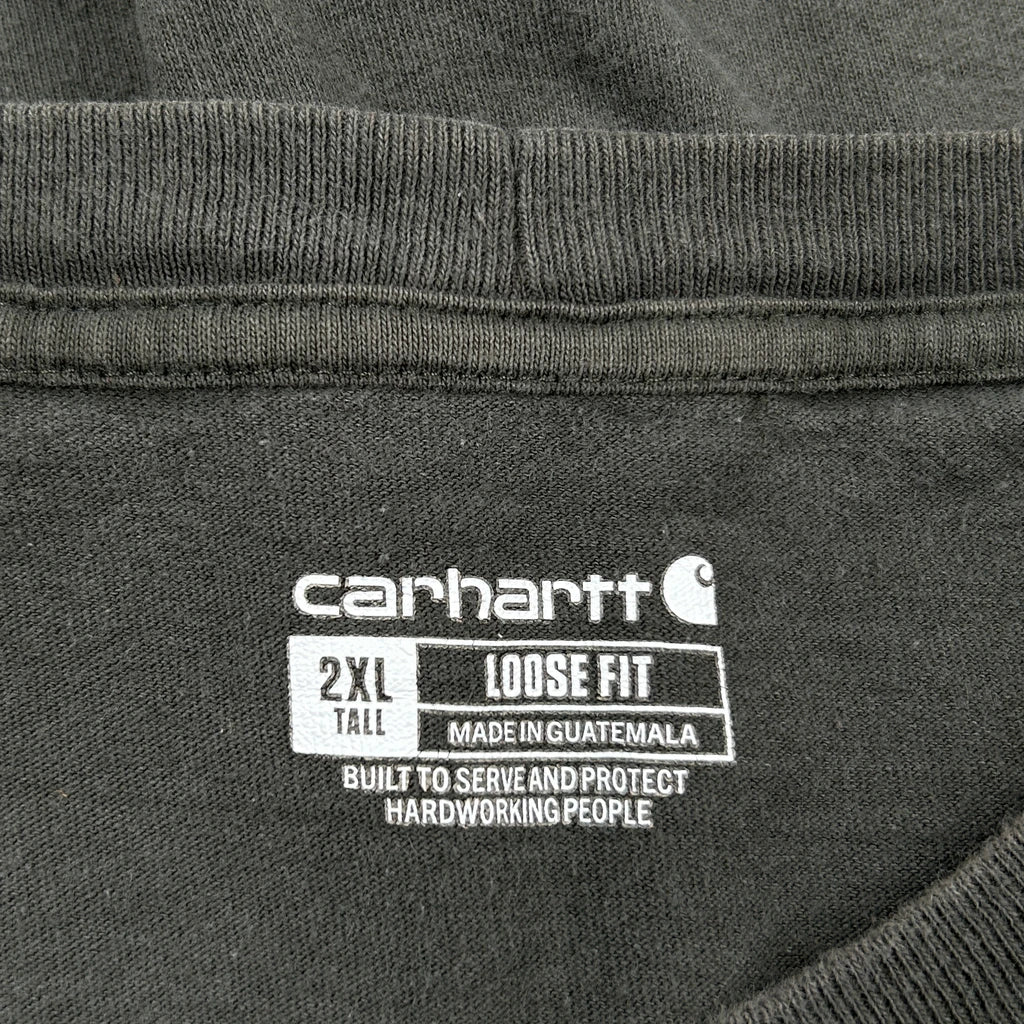 carhartt
2XL
TALL
LOOSE FIT
MADE IN GUATEMALA
BUILT TO SERVE AND PROTECT
HARDWORKING PEOPLE